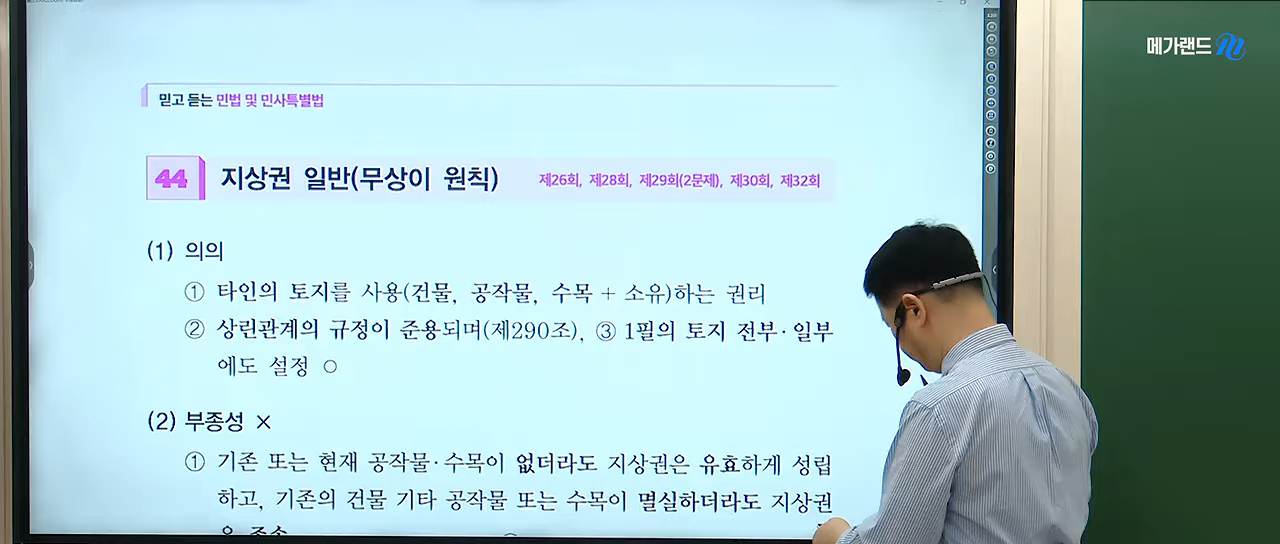 메가랜드
믿고 듣는 민법 및 민사특별법
44 지상권 일반(무상이 원칙) 제26회, 제28회, 제29회(2문제), 제30회, 제32회
(1) 의의
① 타인의 토지를 사용(건물, 공작물, 수목 + 소유)하는 권리
② 상린관계의 규정이 준용되며(제290조), ③ 1필의 토지 전부·일부
에도 설정 ○
(2) 부종성 ×
① 기존 또는 현재 공작물·수목이 없더라도 지상권은 유효하게 성립
하고, 기존의 건물 기타 공작물 또는 수목이 멸실하더라도 지상권